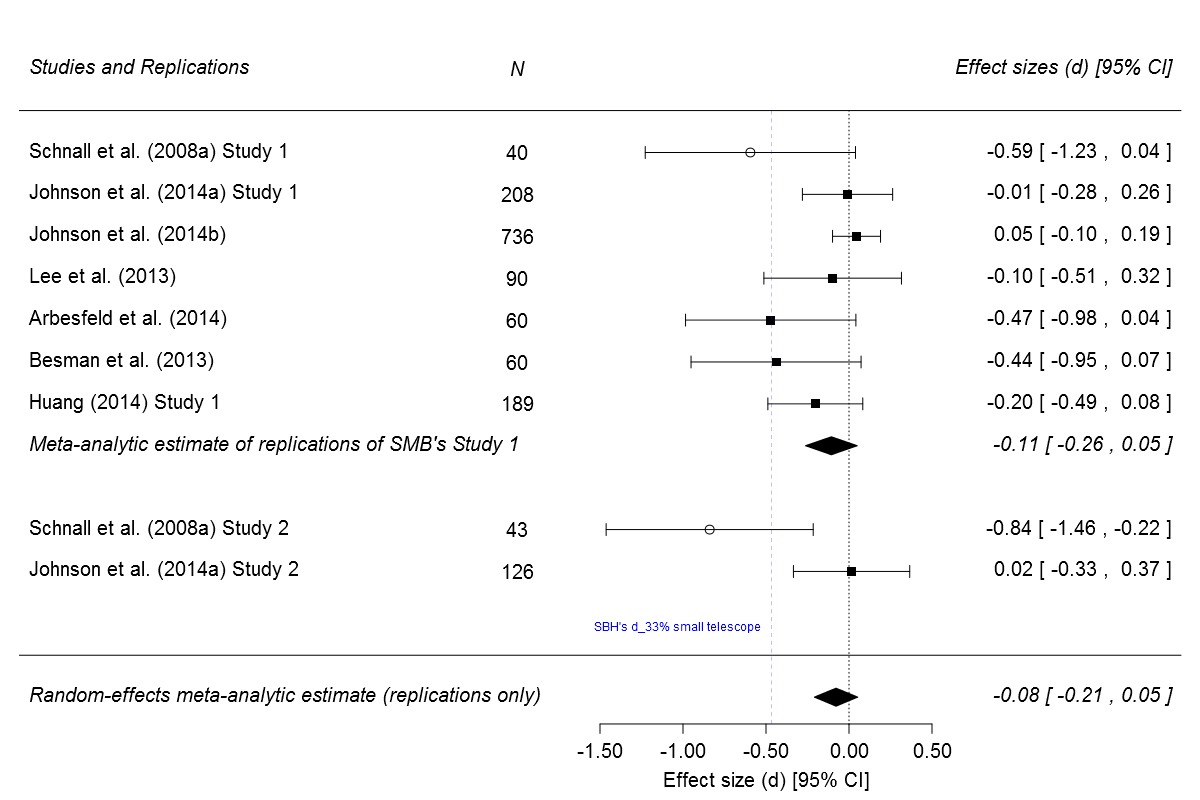 Studies and Replications N Effect sizes (d) [95% CI]
Schnall et al. (2008a) Study 1 40 -0.59 [ -1.23 , 0.04 ]
Johnson et al. (2014a) Study 1 208 -0.01 [ -0.28 , 0.26 ]
Johnson et al. (2014b) 736 0.05 [ -0.10 , 0.19 ]
Lee et al. (2013) 90 -0.10 [ -0.51 , 0.32 ]
Arbesfeld et al. (2014) 60 -0.47 [ -0.98 , 0.04 ]
Besman et al. (2013) 60 -0.44 [ -0.95 , 0.07 ]
Huang (2014) Study 1 189 -0.20 [ -0.49 , 0.08 ]
Meta-analytic estimate of replications of SMB's Study 1 -0.11 [ -0.26 , 0.05 ]
Schnall et al. (2008a) Study 2 43 -0.84 [ -1.46 , -0.22 ]
Johnson et al. (2014a) Study 2 126 0.02 [ -0.33 , 0.37 ]
SBH's d_33% small telescope
Random-effects meta-analytic estimate (replications only) -0.08 [ -0.21 , 0.05 ]
-1.50 -1.00 -0.50 0.00 0.50
Effect size (d) [95% CI]